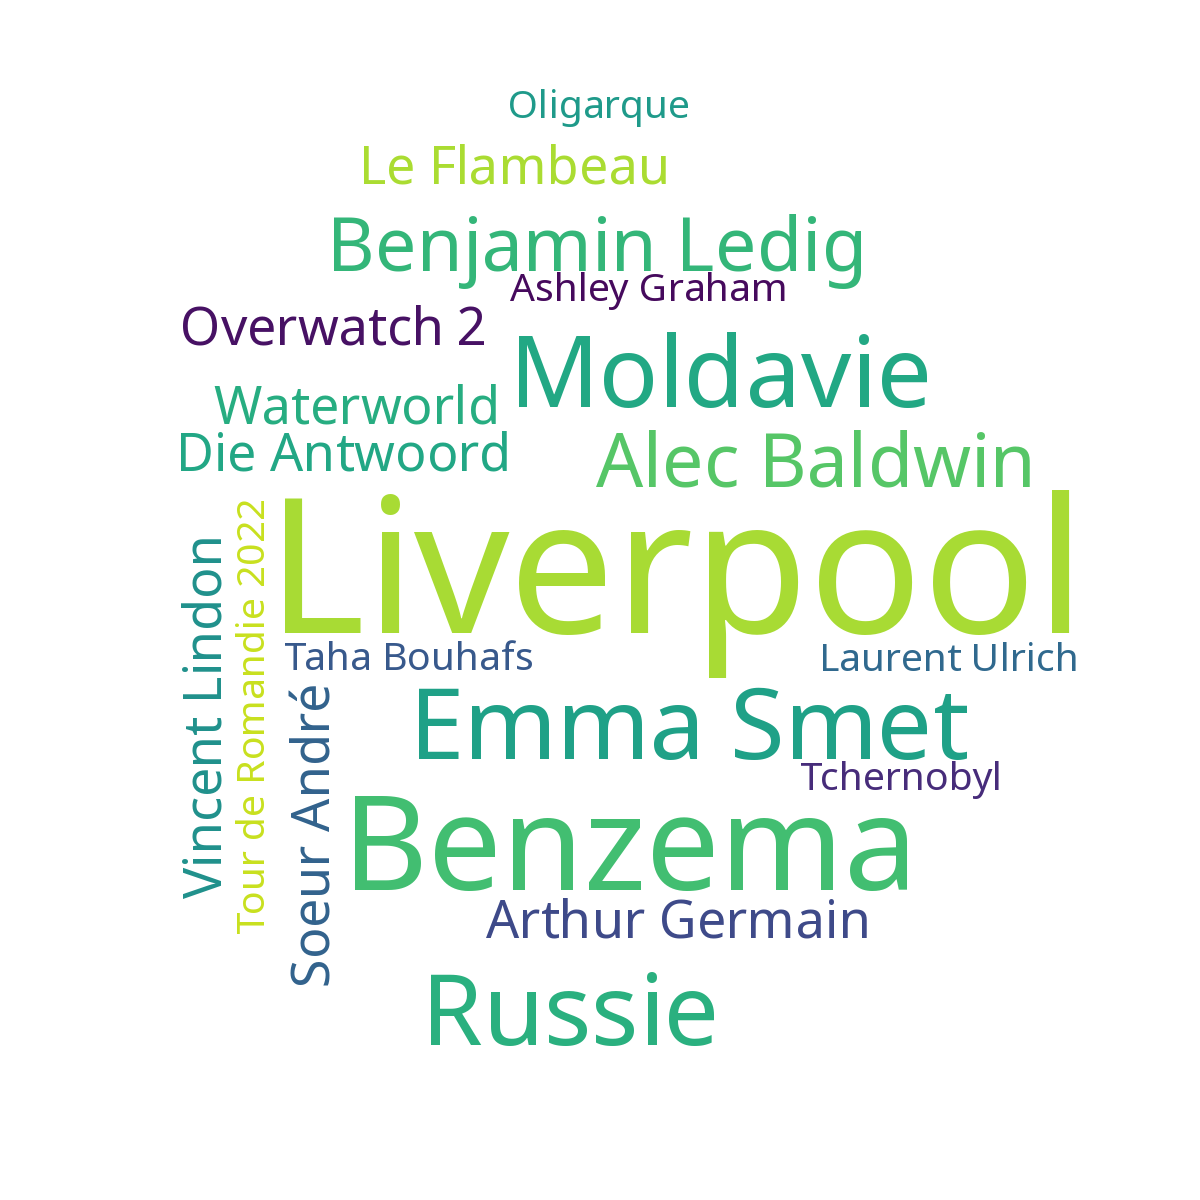 Oligarque
Le Flambeau
Benjamin Ledig
Ashley Graham
Overwatch 2
Moldavie
Waterworld
Die Antwoord
Alec Baldwin
Liverpool
Vincent Lindon
Tour de Romandie 2022
Taha Bouhafs
Laurent Ulrich
Soeur André
Emma Smet
Tchernobyl
Benzema
Arthur Germain
Russie